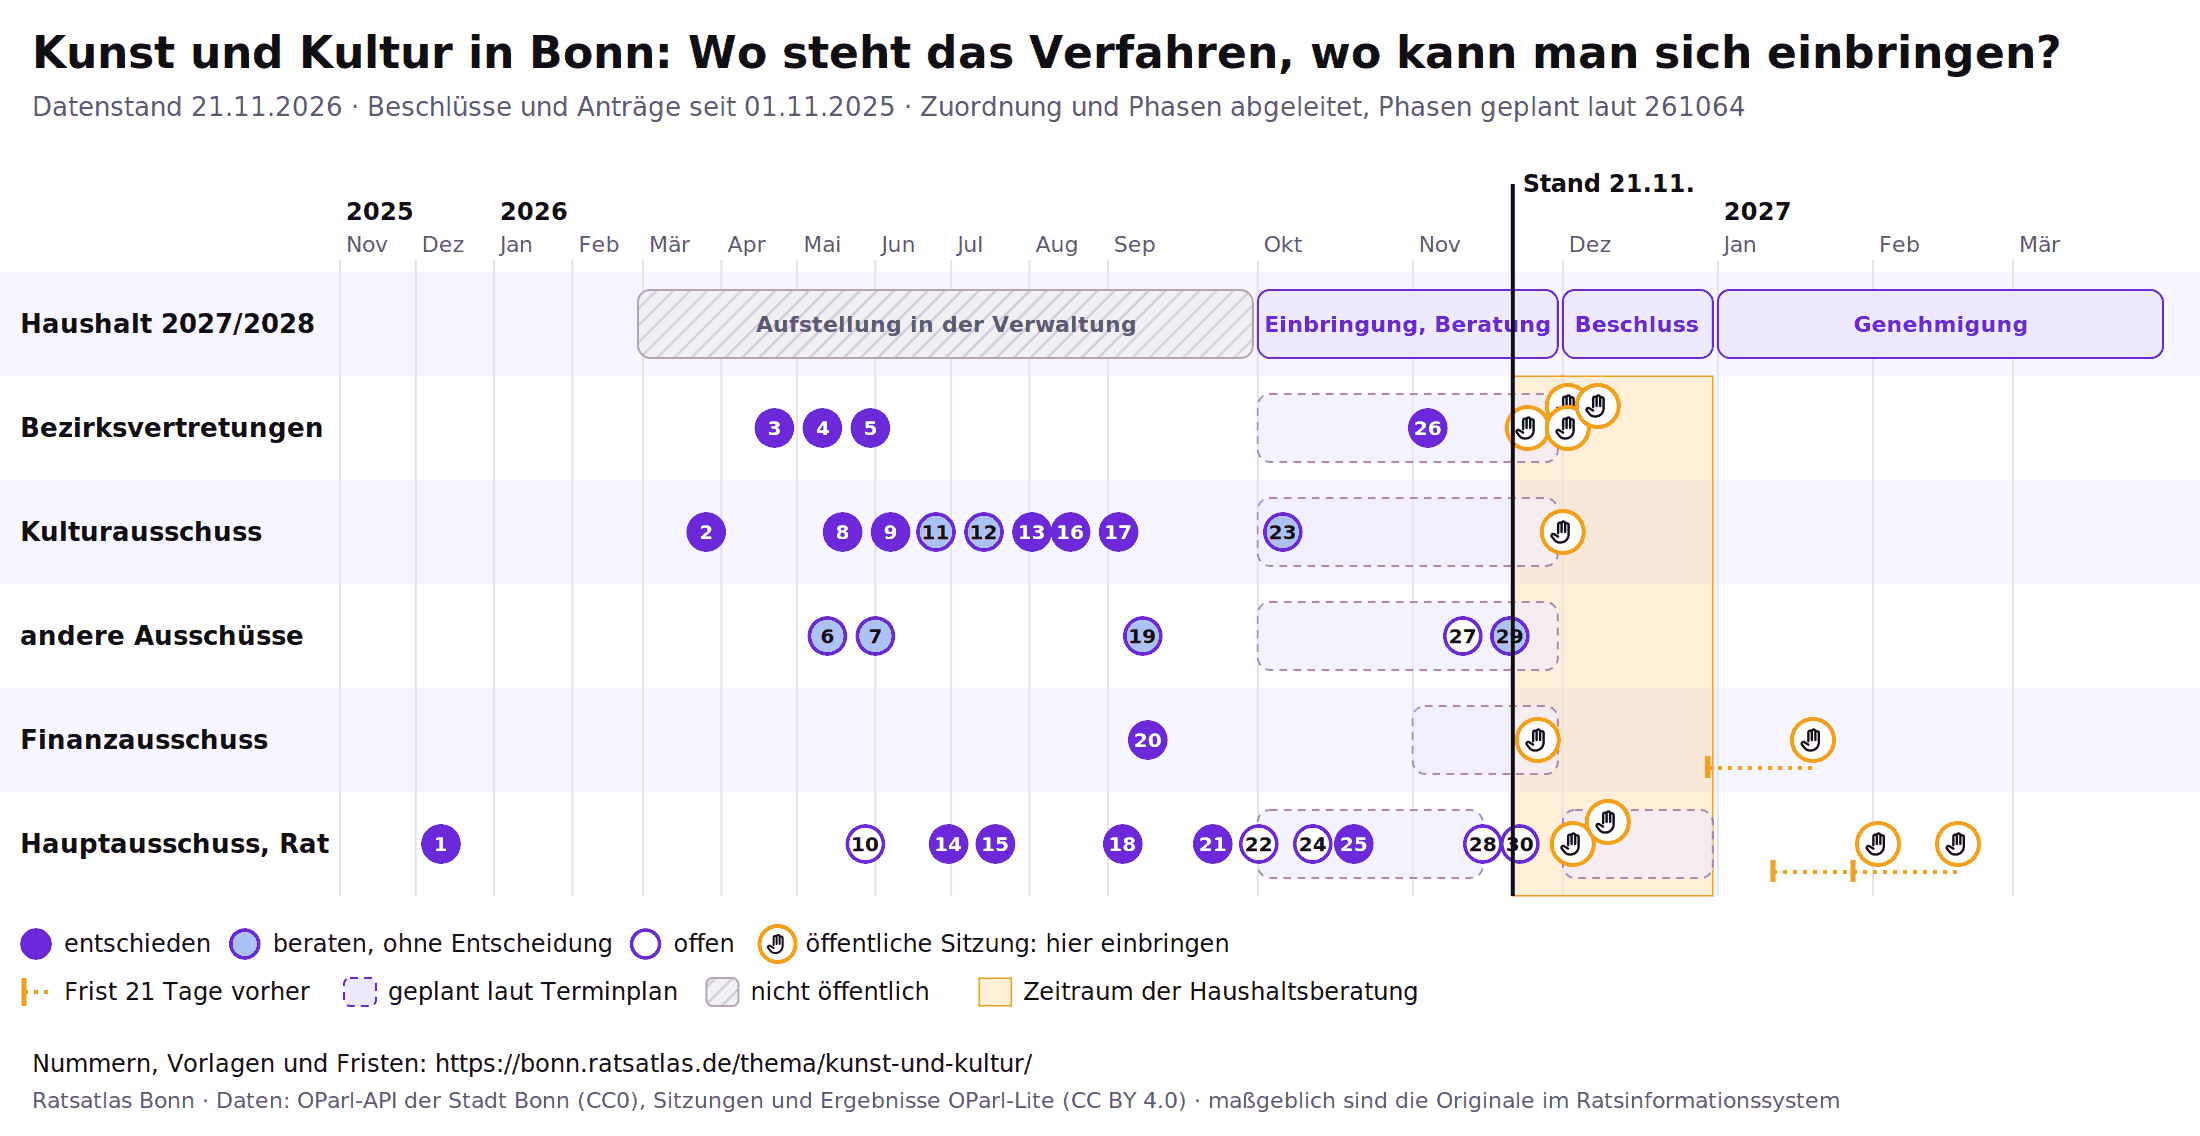 Kunst und Kultur in Bonn: Wo steht das Verfahren, wo kann man sich einbringen?
Datenstand 21.11.2026 · Beschlüsse und Anträge seit 01.11.2025 · Zuordnung und Phasen abgeleitet, Phasen geplant laut 261064
Stand 21.11.
2025 2026 2027
Nov Dez Jan Feb Mär Apr Mai Jun Jul Aug Sep Okt Nov Dez Jan Feb Mär
Haushalt 2027/2028 Aufstellung in der Verwaltung Einbringung, Beratung Beschluss Genehmigung
Bezirksvertretungen 3 4 5 26
Kulturausschuss 2 8 9 11 12 13 16 17 23
andere Ausschüsse 6 7 19 27 29
Finanzausschuss 20
Hauptausschuss, Rat 1 10 14 15 18 21 22 24 25 28 30
entschieden beraten, ohne Entscheidung offen öffentliche Sitzung: hier einbringen
Frist 21 Tage vorher geplant laut Terminplan nicht öffentlich Zeitraum der Haushaltsberatung
Nummern, Vorlagen und Fristen: https://bonn.ratsatlas.de/thema/kunst-und-kultur/
Ratsatlas Bonn · Daten: OParl-API der Stadt Bonn (CC0), Sitzungen und Ergebnisse OParl-Lite (CC BY 4.0) · maßgeblich sind die Originale im Ratsinformationssystem